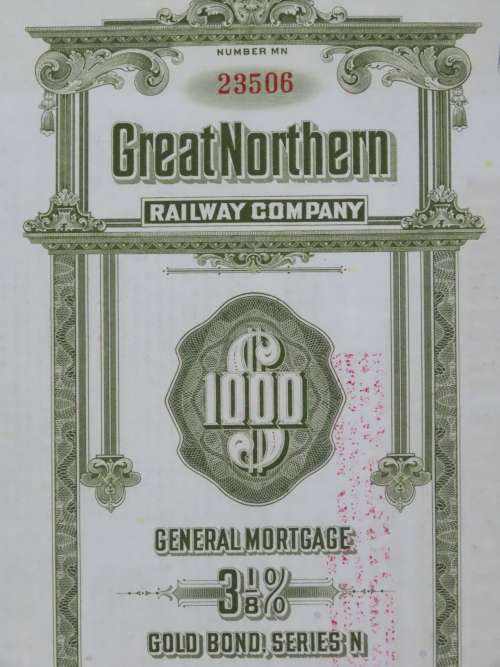 NUMBER MN
23506
Great Northern
RAILWAY COMPANY
$1000
GENERAL MORTGAGE
3 1/8 %
GOLD BOND, SERIES N